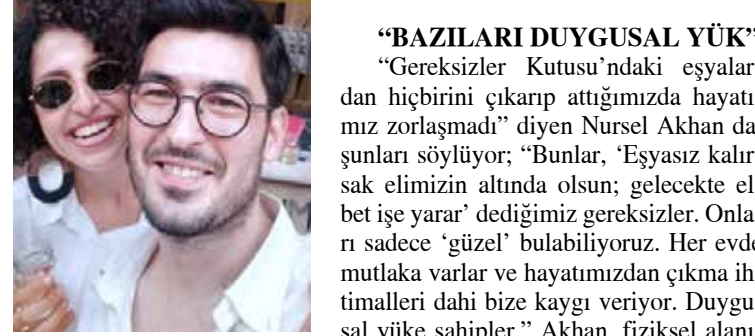 “BAZILARI DUYGUSAL YÜK”
“Gereksizler Kutusu’ndaki eşyalar
dan hiçbirini çıkarıp attığımızda hayatı
mız zorlaşmadı” diyen Nursel Akhan da
şunları söylüyor; “Bunlar, ‘Eşyasız kalır
sak elimizin altında olsun; gelecekte el
bet işe yarar’ dediğimiz gereksizler. Onla
rı sadece ‘güzel’ bulabiliyoruz. Her evde
mutlaka varlar ve hayatımızdan çıkma ih
timalleri dahi bize kaygı veriyor. Duygu
sal yüke sahipler.” Akhan, fiziksel alanı